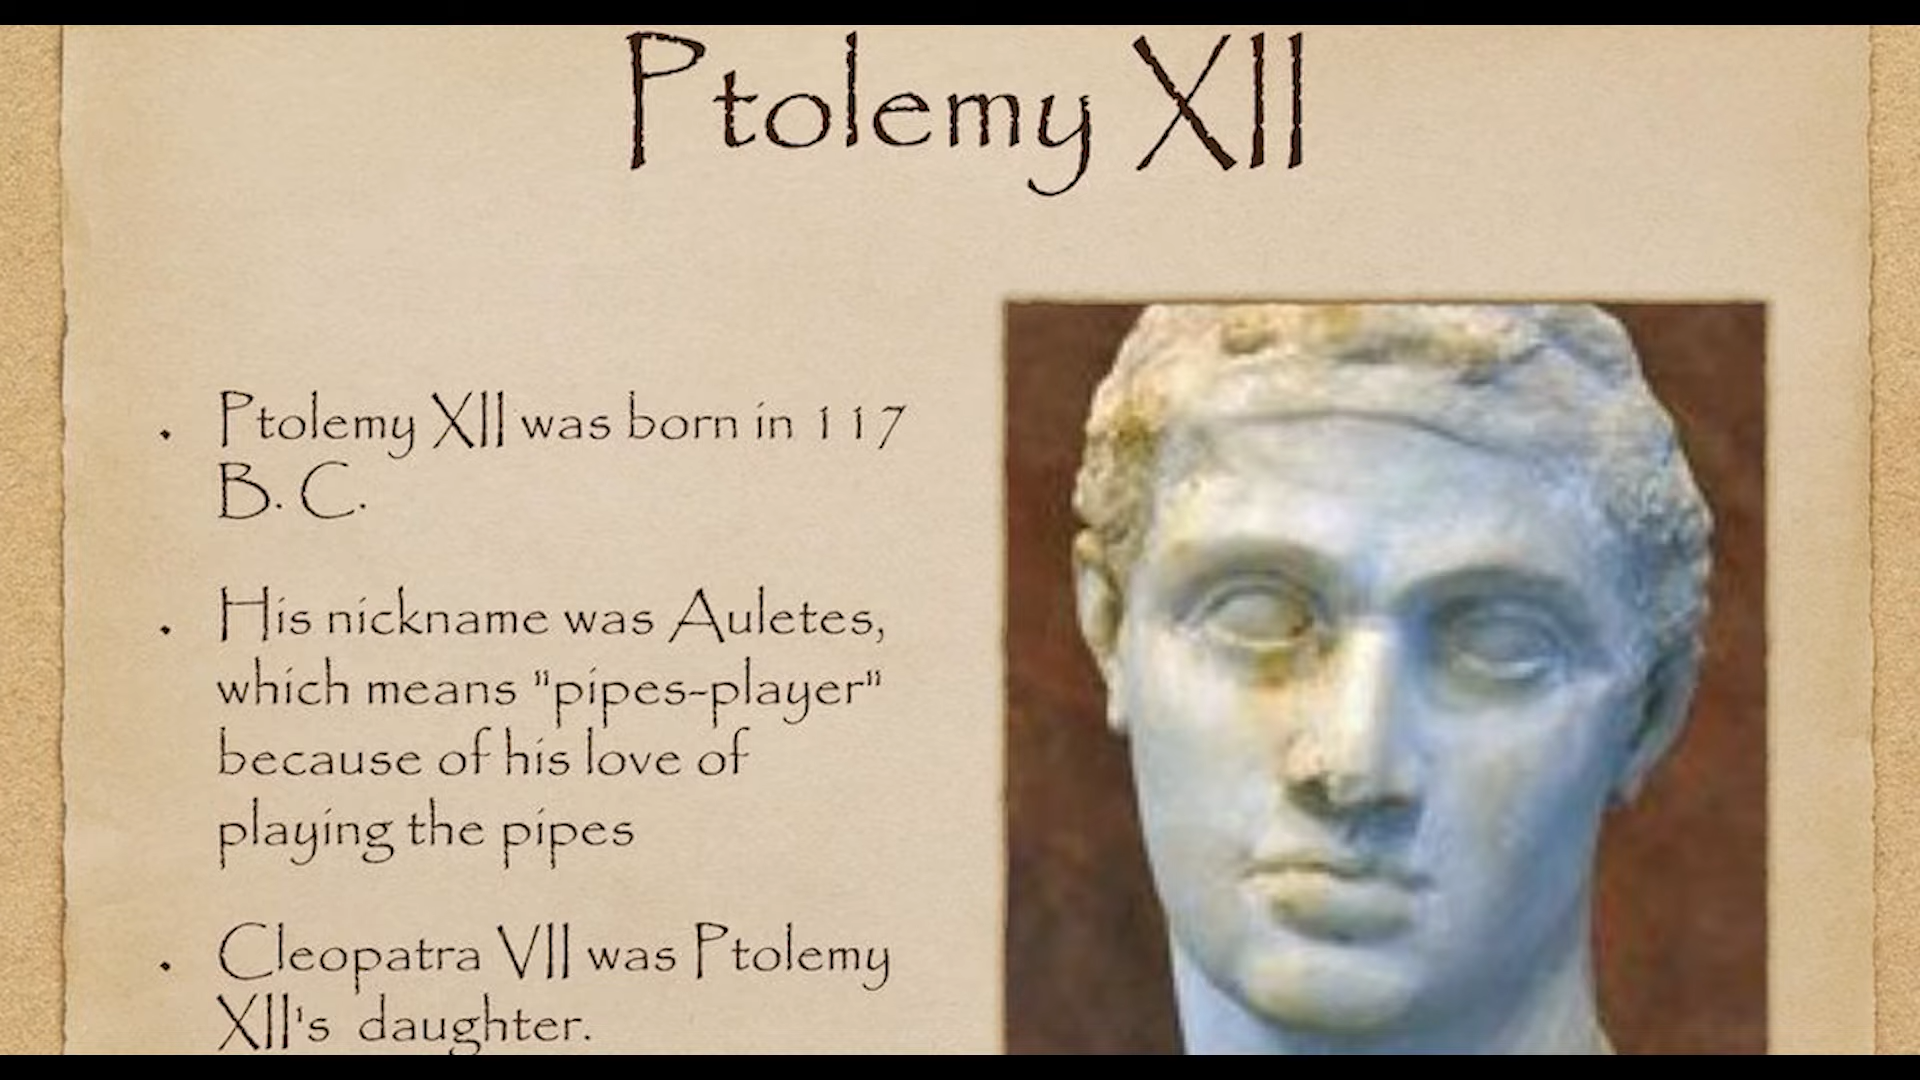 Ptolemy XII
• Ptolemy XII was born in 117
B. C.
• His nickname was Auletes,
which means "pipes-player"
because of his love of
playing the pipes
• Cleopatra VII was Ptolemy
XII's daughter.